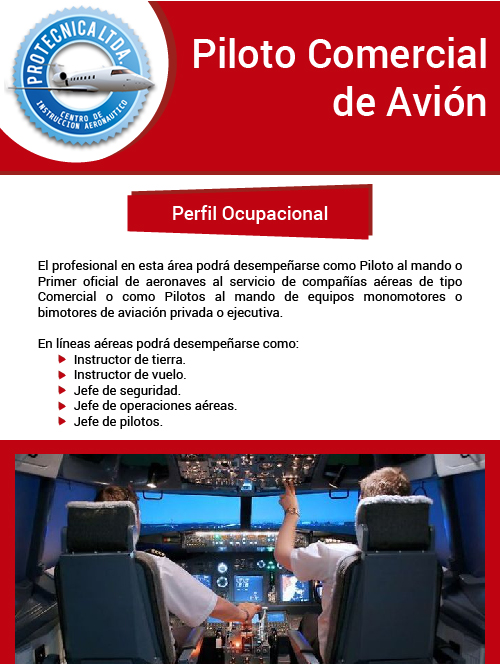 PROTECNICA LTDA.
CENTRO DE
INSTRUCCION AERONAUTICO
Piloto Comercial
de Avión
Perfil Ocupacional
El profesional en esta área podrá desempeñarse como Piloto al mando o
Primer oficial de aeronaves al servicio de compañías aéreas de tipo
Comercial o como Pilotos al mando de equipos monomotores o
bimotores de aviación privada o ejecutiva.
En líneas aéreas podrá desempeñarse como:
Instructor de tierra.
Instructor de vuelo.
Jefe de seguridad.
Jefe de operaciones aéreas.
Jefe de pilotos.